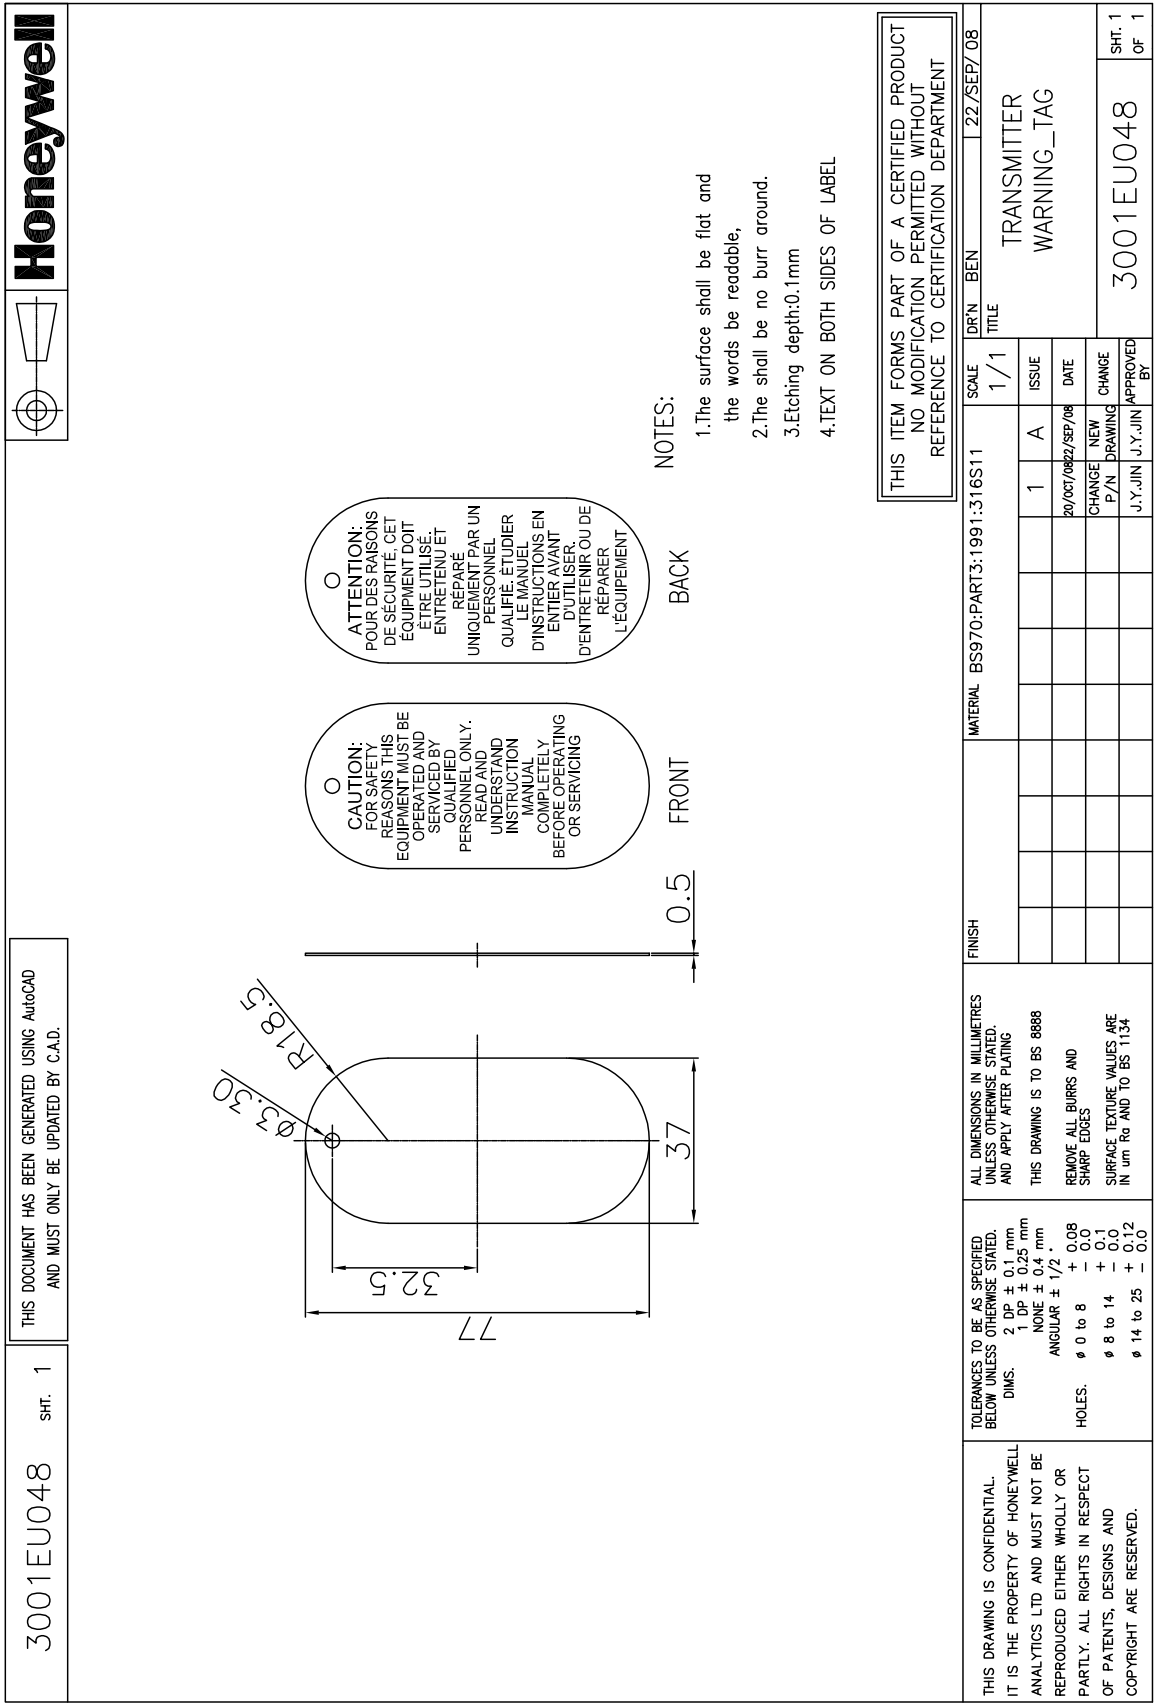 3001EU048 SHT. 1
THIS DOCUMENT HAS BEEN GENERATED USING AutoCAD
AND MUST ONLY BE UPDATED BY C.A.D.
Honeywell
77
32.5
ø3.30
R18.5
37
0.5
CAUTION:
FOR SAFETY
REASONS THIS
EQUIPMENT MUST BE
OPERATED AND
SERVICED BY
QUALIFIED
PERSONNEL ONLY.
READ AND
UNDERSTAND
INSTRUCTION
MANUAL
COMPLETELY
BEFORE OPERATING
OR SERVICING
FRONT
ATTENTION:
POUR DES RAISONS
DE SÉCURITÉ, CET
ÉQUIPMENT DOIT
ÈTRE UTILISÉ.
ENTRETENU ET
RÉPARÉ
UNIQUEMENT PAR UN
PERSONNEL
QUALIFIÈ. ÈTUDIER
LE MANUEL
D'INSTRUCTIONS EN
ENTIER AVANT
D'UTILISER.
D'ENTRETENIR OU DE
RÉPARER
L'ÉQUIPEMENT
BACK
NOTES:
1.The surface shall be flat and
the words be readable,
2.The shall be no burr around.
3.Etching depth:0.1mm
4.TEXT ON BOTH SIDES OF LABEL
THIS ITEM FORMS PART OF A CERTIFIED PRODUCT
NO MODIFICATION PERMITTED WITHOUT
REFERENCE TO CERTIFICATION DEPARTMENT
THIS DRAWING IS CONFIDENTIAL.
IT IS THE PROPERTY OF HONEYWELL
ANALYTICS LTD AND MUST NOT BE
REPRODUCED EITHER WHOLLY OR
PARTLY. ALL RIGHTS IN RESPECT
OF PATENTS, DESIGNS AND
COPYRIGHT ARE RESERVED.
TOLERANCES TO BE AS SPECIFIED
BELOW UNLESS OTHERWISE STATED.
DIMS. 2 DP ± 0.1 mm
1 DP ± 0.25 mm
NONE ± 0.4 mm
ANGULAR ± 1/2 °
HOLES. ø 0 to 8 + 0.08
− 0.0
ø 8 to 14 + 0.1
− 0.0
ø 14 to 25 + 0.12
− 0.0
ALL DIMENSIONS IN MILLIMETRES
UNLESS OTHERWISE STATED.
AND APPLY AFTER PLATING
THIS DRAWING IS TO BS 8888
REMOVE ALL BURRS AND
SHARP EDGES
SURFACE TEXTURE VALUES ARE
IN um Ra AND TO BS 1134
FINISH
MATERIAL BS970:PART3:1991:316S11
SCALE
1/1
1 A ISSUE
20/OCT/08 22/SEP/08 DATE
CHANGE P/N NEW DRAWING CHANGE
J.Y.JIN J.Y.JIN APPROVED BY
DR'N BEN 22/SEP/ 08
TITLE
TRANSMITTER
WARNING_TAG
3001EU048
SHT. 1
OF 1